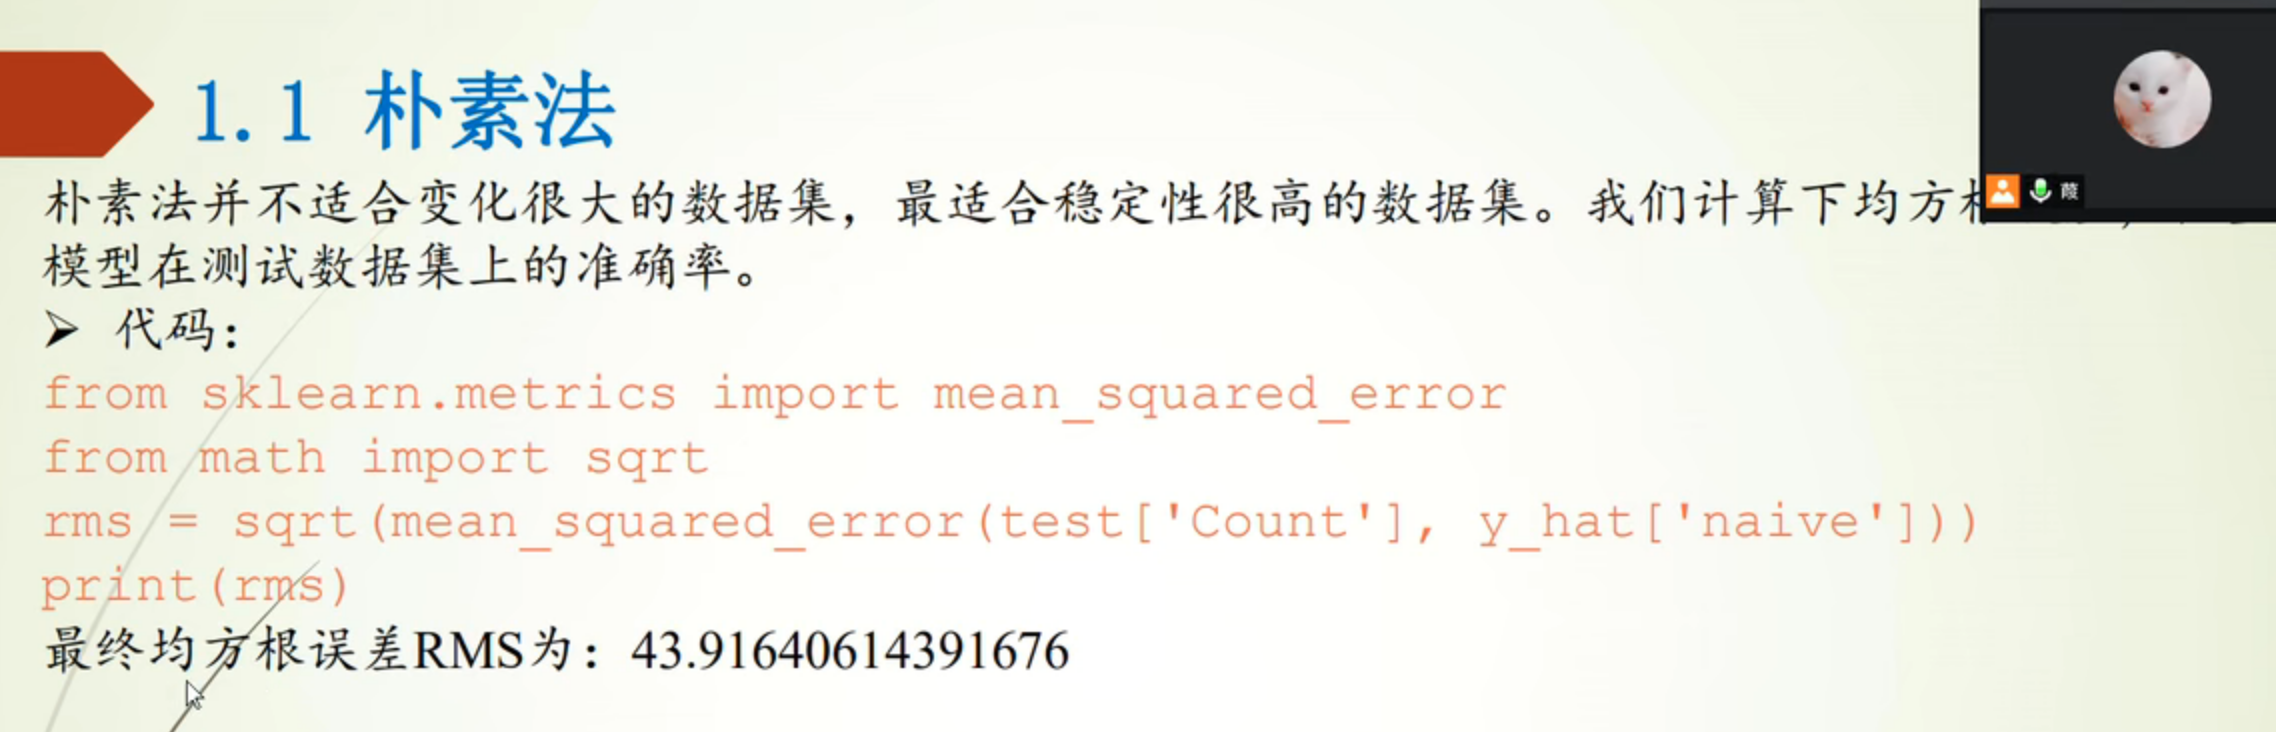 1.1 朴素法
朴素法并不适合变化很大的数据集，最适合稳定性很高的数据集。我们计算下均方
模型在测试数据集上的准确率。
➢ 代码：
from sklearn.metrics import mean_squared_error
from math import sqrt
rms = sqrt(mean_squared_error(test['Count'], y_hat['naive']))
print(rms)
最终均方根误差RMS为：43.91640614391676